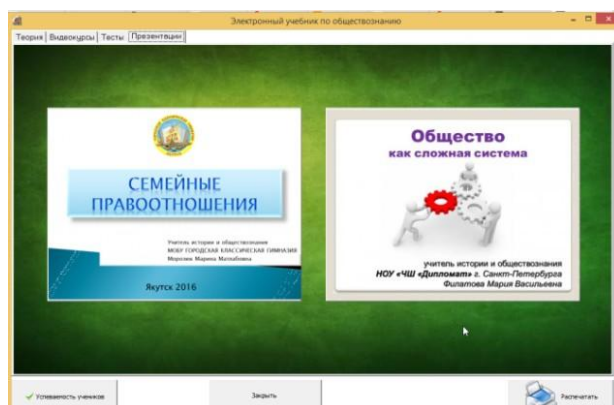 Электронный учебник по обществознанию
Теория Видеокурсы Тесты Презентации
СЕМЕЙНЫЕ
ПРАВООТНОШЕНИЯ
Учитель истории и обществознания
МОБУ ГОРОДСКАЯ КЛАССИЧЕСКАЯ ГИМНАЗИЯ
Якутск 2016
Общество
как сложная система
учитель истории и обществознания
НОУ «ЧШ «Дипломат» г. Санкт-Петербурга
Филатова Мария Васильевна
Успеваемость учеников
Закрыть
Распечатать